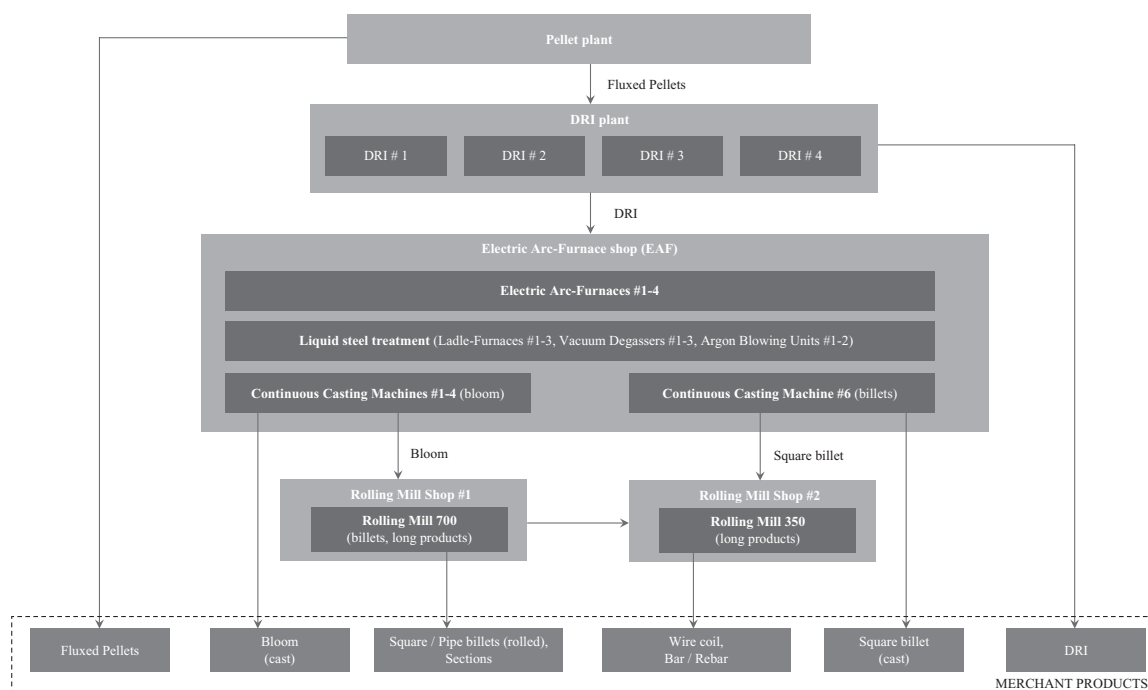 Pellet plant
Fluxed Pellets
DRI plant
DRI # 1
DRI # 2
DRI # 3
DRI # 4
DRI
Electric Arc-Furnace shop (EAF)
Electric Arc-Furnaces #1-4
Liquid steel treatment (Ladle-Furnaces #1-3, Vacuum Degassers #1-3, Argon Blowing Units #1-2)
Continuous Casting Machines #1-4 (bloom)
Continuous Casting Machine #6 (billets)
Bloom
Square billet
Rolling Mill Shop #1
Rolling Mill 700
(billets, long products)
Rolling Mill Shop #2
Rolling Mill 350
(long products)
Fluxed Pellets
Bloom
(cast)
Square / Pipe billets (rolled),
Sections
Wire coil,
Bar / Rebar
Square billet
(cast)
DRI
MERCHANT PRODUCTS